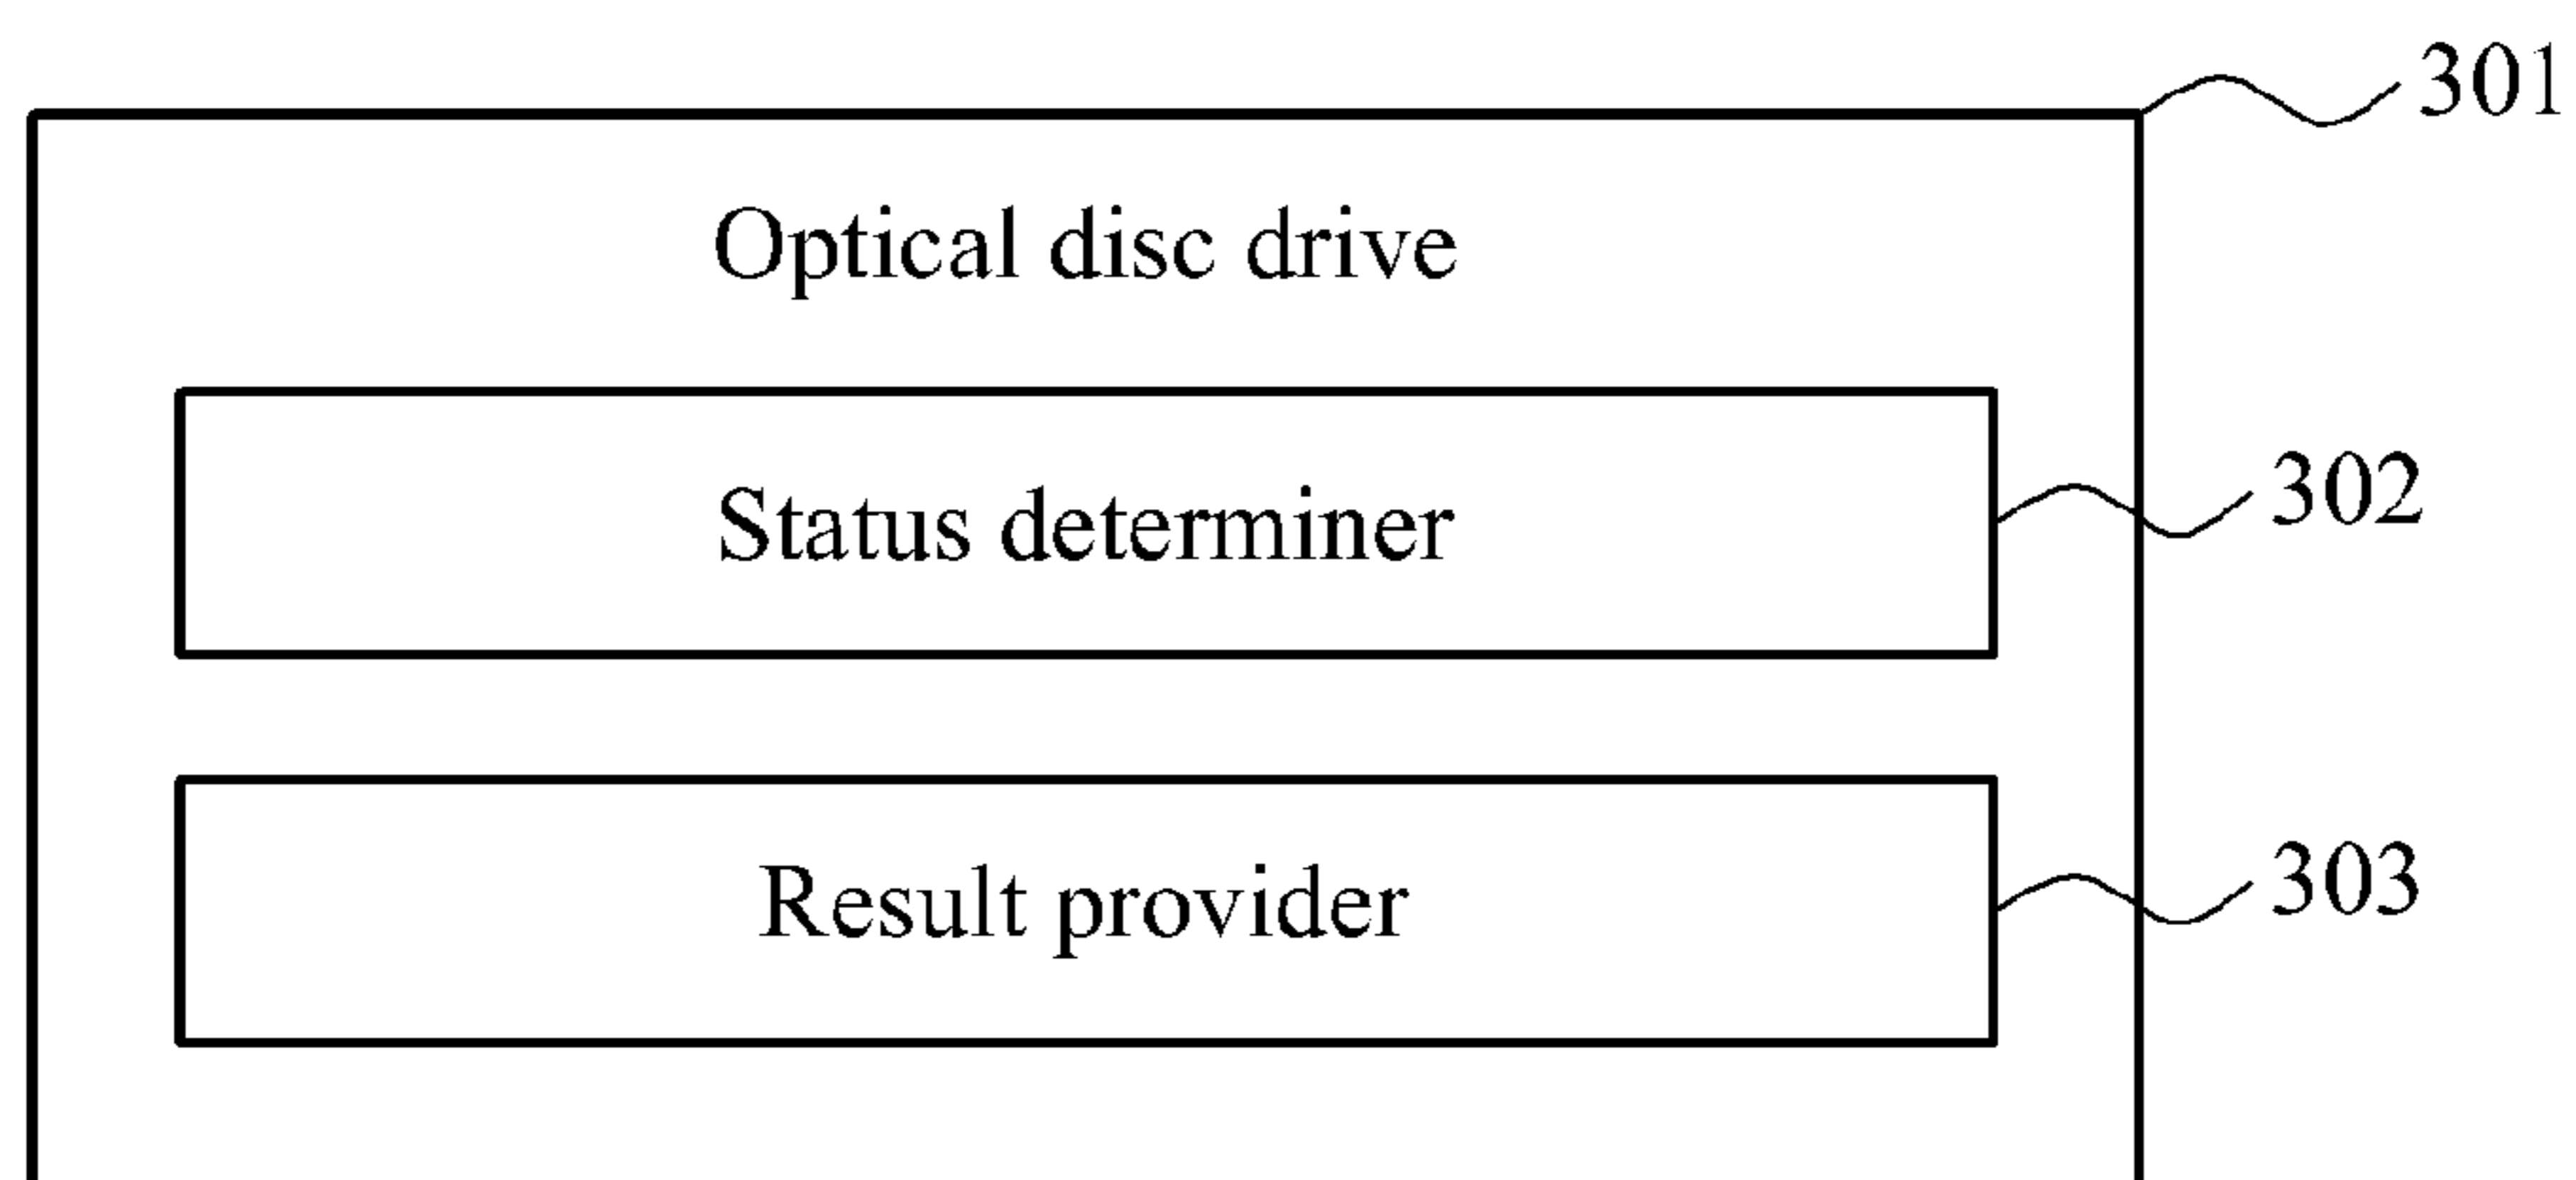 301
Optical disc drive
Status determiner
302
Result provider
303